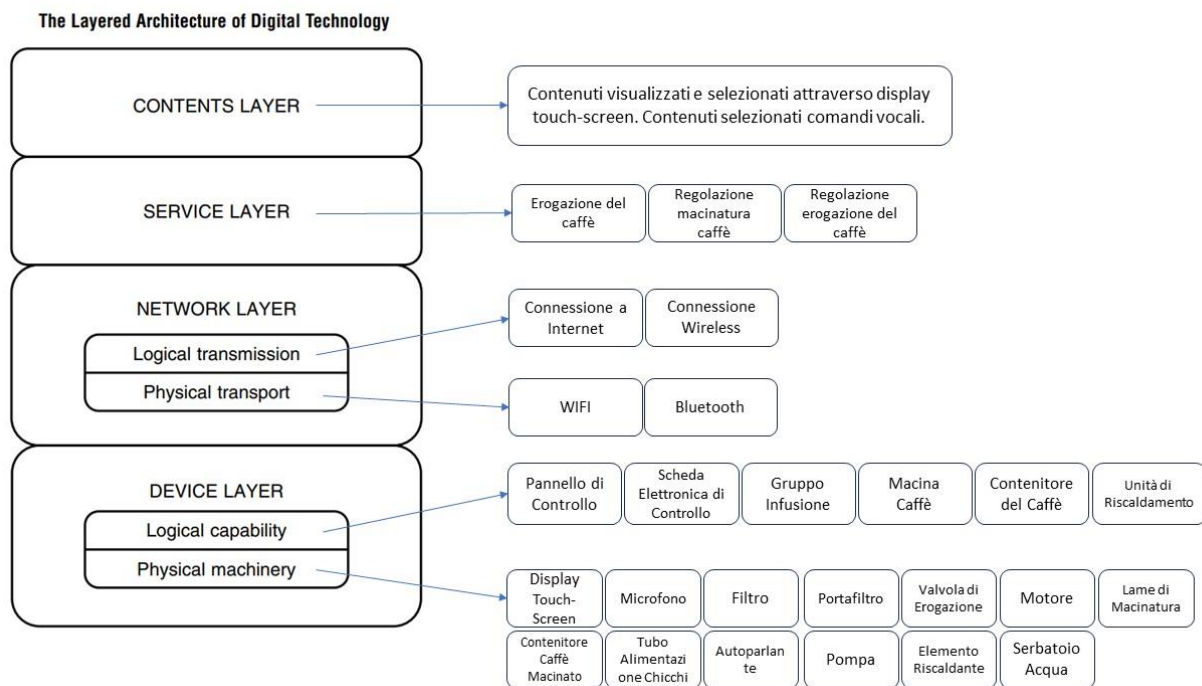 The Layered Architecture of Digital Technology
CONTENTS LAYER
Contenuti visualizzati e selezionati attraverso display
touch-screen. Contenuti selezionati comandi vocali.
SERVICE LAYER
Erogazione del
caffè
Regolazione
macinatura
caffè
Regolazione
erogazione del
caffè
NETWORK LAYER
Logical transmission
Physical transport
Connessione a
Internet
Connessione
Wireless
WIFI
Bluetooth
DEVICE LAYER
Logical capability
Physical machinery
Pannello di
Controllo
Scheda
Elettronica di
Controllo
Gruppo
Infusione
Macina
Caffè
Contenitore
del Caffè
Unità di
Riscaldamento
Display
Touch-
Screen
Microfono
Filtro
Portafiltro
Valvola di
Erogazione
Motore
Lame di
Macinatura
Contenitore
Caffè
Macinato
Tubo
Alimentazi
one Chicchi
Autoparlan
te
Pompa
Elemento
Riscaldante
Serbatoio
Acqua